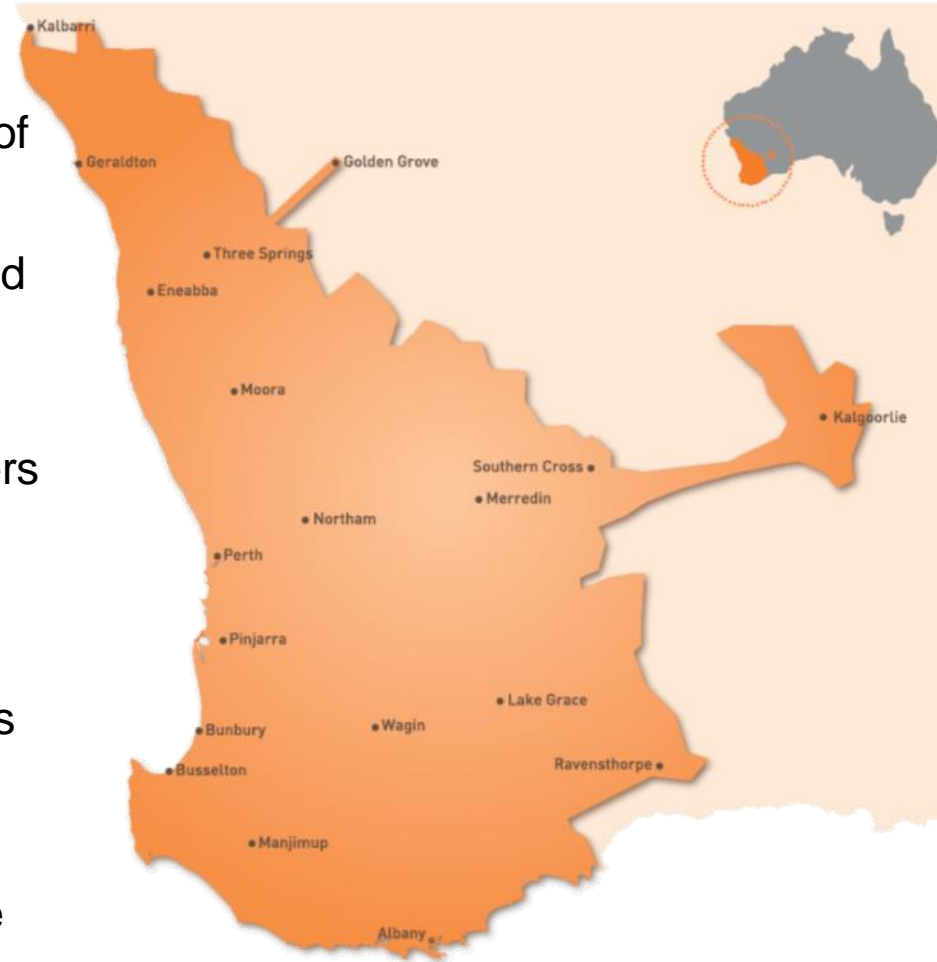 of
d
ers
s
e
Kalbarri
Geraldton
Golden Grove
Three Springs
Eneabba
Moora
Kalgoorlie
Southern Cross
Merredin
Northam
Perth
Pinjarra
Lake Grace
Wagin
Bunbury
Ravensthorpe
Busselton
Manjimup
Albany